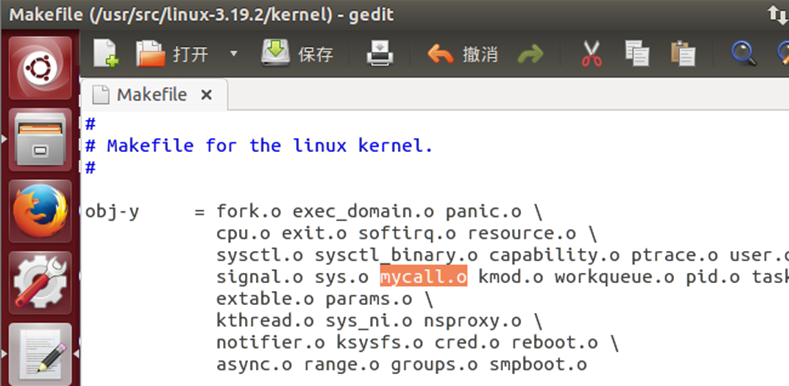 Makefile (/usr/src/linux-3.19.2/kernel) - gedit
打开 保存 撤消
Makefile ×
#
# Makefile for the linux kernel.
#
obj-y     = fork.o exec_domain.o panic.o \
cpu.o exit.o softirq.o resource.o \
sysctl.o sysctl_binary.o capability.o ptrace.o user.o
signal.o sys.o mycall.o kmod.o workqueue.o pid.o task
extable.o params.o \
kthread.o sys_ni.o nsproxy.o \
notifier.o ksysfs.o cred.o reboot.o \
async.o range.o groups.o smpboot.o